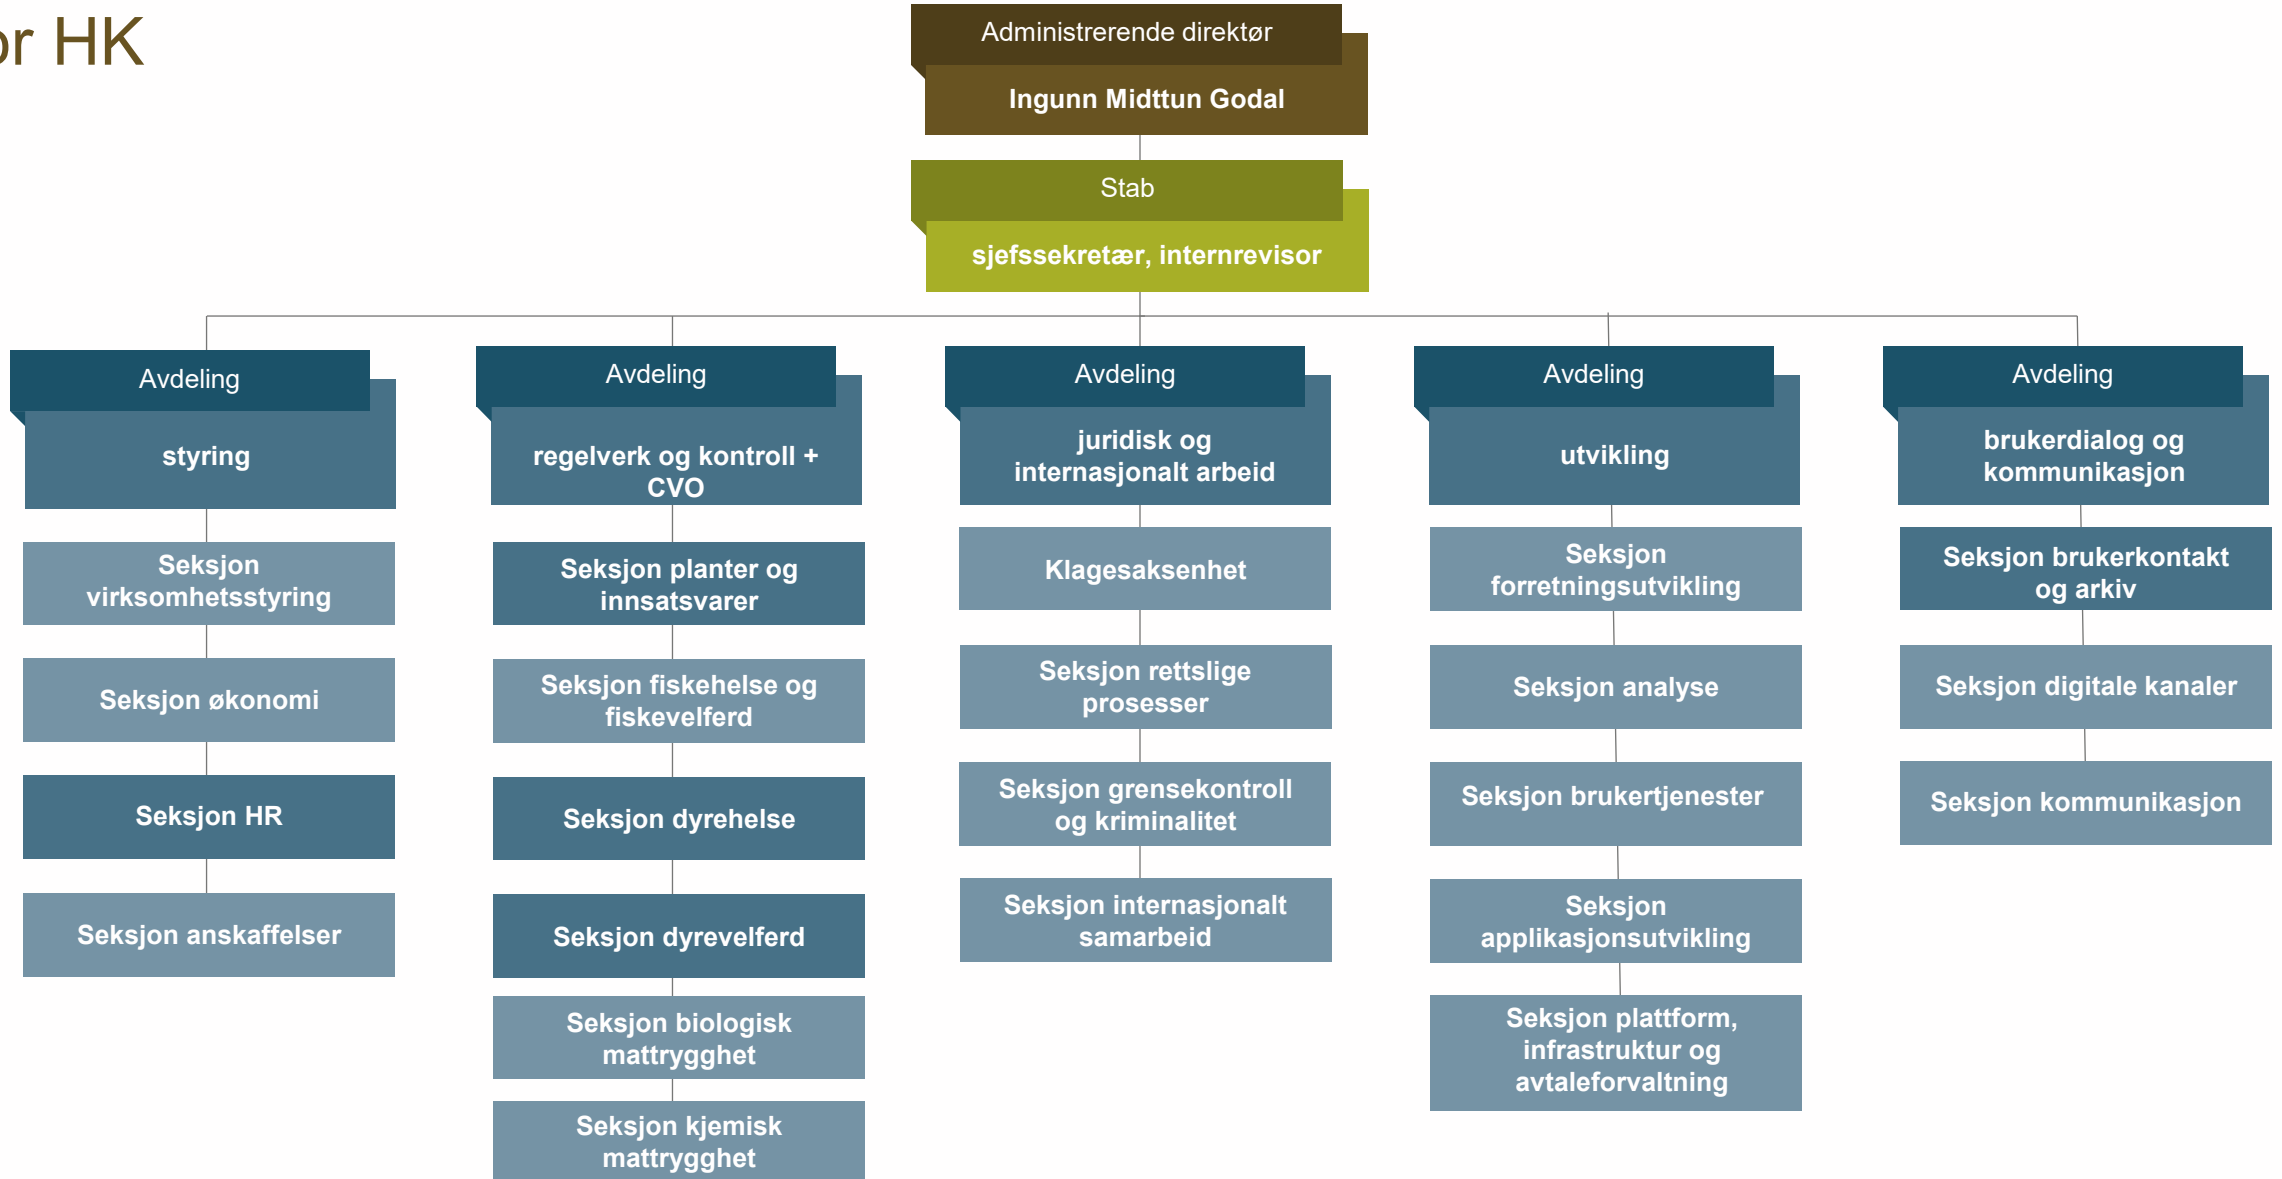 or HK
Administrerende direktør
Ingunn Midttun Godal
Stab
sjefssekretær, internrevisor
Avdeling
styring
Seksjon
virksomhetsstyring
Seksjon økonomi
Seksjon HR
Seksjon anskaffelser
Avdeling
regelverk og kontroll +
CVO
Seksjon planter og
innsatsvarer
Seksjon fiskehelse og
fiskevelferd
Seksjon dyrehelse
Seksjon dyrevelferd
Seksjon biologisk
mattrygghet
Seksjon kjemisk
mattrygghet
Avdeling
juridisk og
internasjonalt arbeid
Klagesaksenhet
Seksjon rettslige
prosesser
Seksjon grensekontroll
og kriminalitet
Seksjon internasjonalt
samarbeid
Avdeling
utvikling
Seksjon
forretningsutvikling
Seksjon analyse
Seksjon brukertjenester
Seksjon
applikasjonsutvikling
Seksjon plattform,
infrastruktur og
avtaleforvaltning
Avdeling
brukerdialog og
kommunikasjon
Seksjon brukerkontakt
og arkiv
Seksjon digitale kanaler
Seksjon kommunikasjon